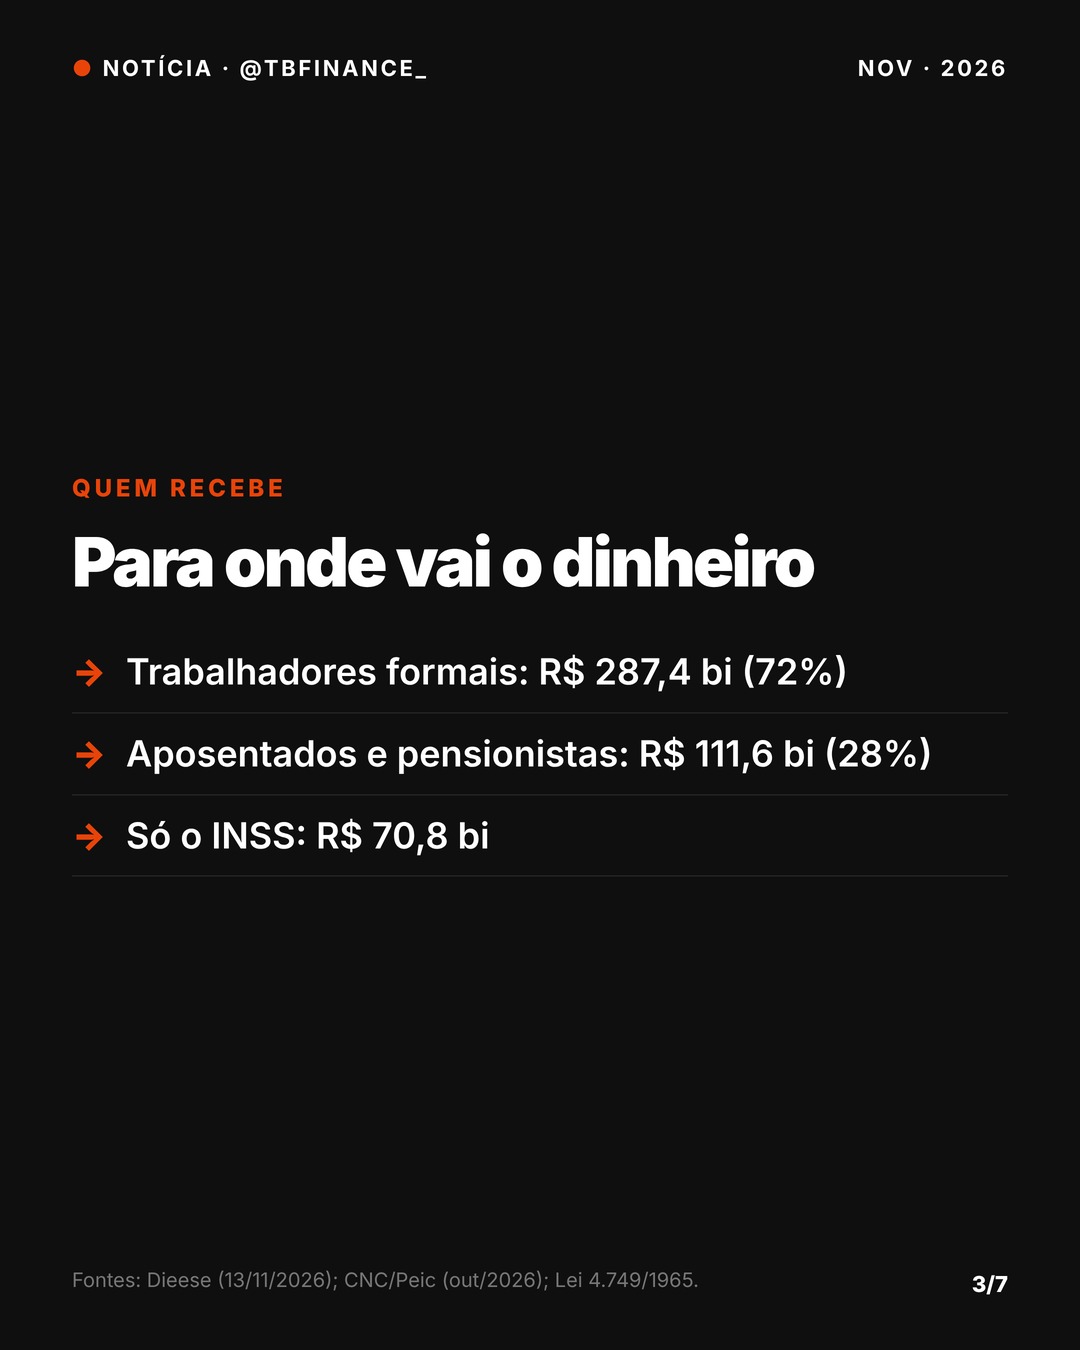 NOTÍCIA · @TBFINANCE_
NOV · 2026
QUEM RECEBE
Para onde vai o dinheiro
→ Trabalhadores formais: R$ 287,4 bi (72%)
→ Aposentados e pensionistas: R$ 111,6 bi (28%)
→ Só o INSS: R$ 70,8 bi
Fontes: Dieese (13/11/2026); CNC/Peic (out/2026); Lei 4.749/1965.
3/7